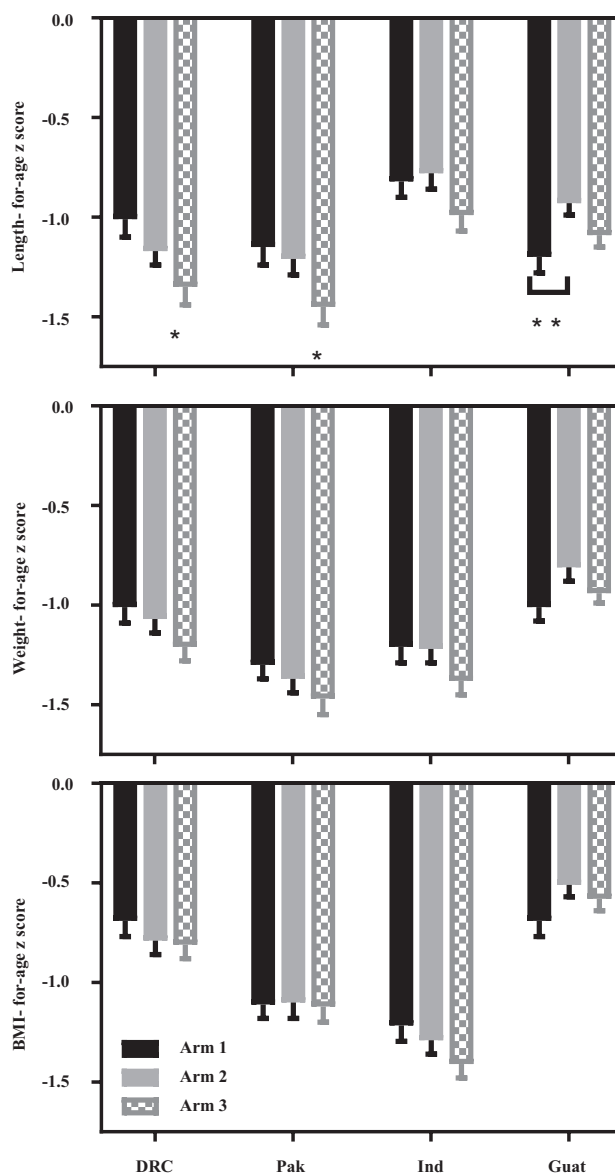 0.0
-0.5
-1.0
-1.5
Length- for-age z score
*
*
* *
0.0
-0.5
-1.0
-1.5
Weight- for-age z score
0.0
-0.5
-1.0
-1.5
BMI- for-age z score
Arm 1
Arm 2
Arm 3
DRC Pak Ind Guat